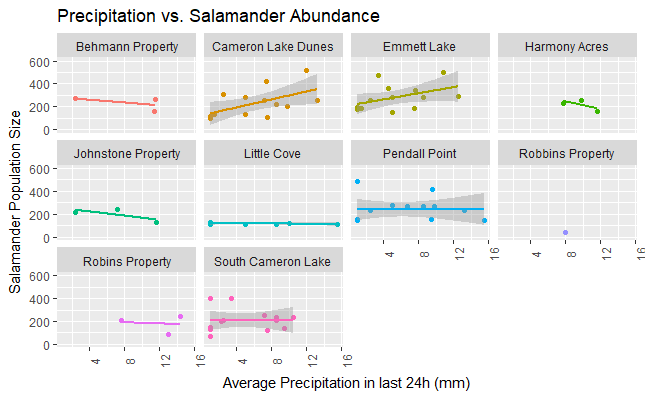 Precipitation vs. Salamander Abundance
Behmann Property
Cameron Lake Dunes
Emmett Lake
Harmony Acres
600
400
200
0
Johnstone Property
Little Cove
Pendall Point
Robbins Property
600
400
200
0
4
8
12
16
4
8
12
16
Robins Property
South Cameron Lake
600
400
200
0
4
8
12
16
4
8
12
16
Salamander Population Size
Average Precipitation in last 24h (mm)